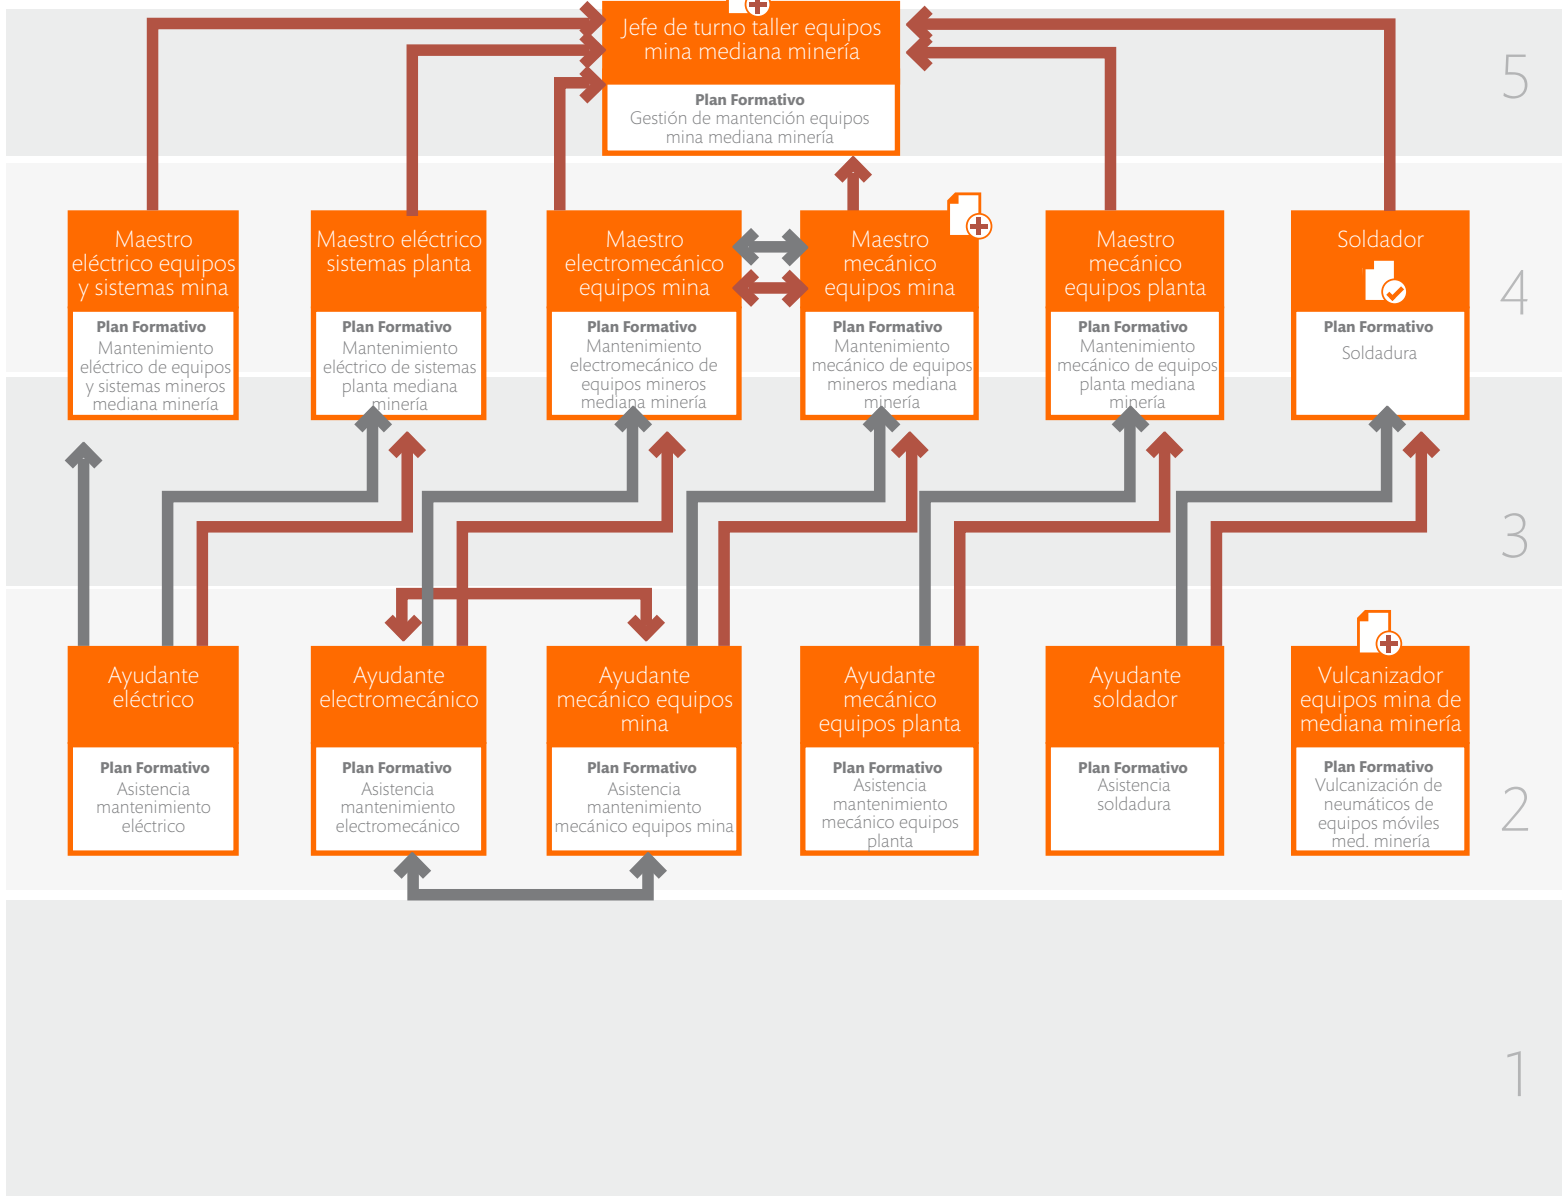 Jefe de turno taller equipos
mina mediana minería
Plan Formativo
Gestión de mantención equipos
mina mediana minería
5
Maestro
eléctrico equipos
y sistemas mina
Plan Formativo
Mantenimiento
eléctrico de equipos
y sistemas mineros
mediana minería
Maestro eléctrico
sistemas planta
Plan Formativo
Mantenimiento
eléctrico de sistemas
planta mediana
minería
Maestro
electromecánico
equipos mina
Plan Formativo
Mantenimiento
electromecánico de
equipos mineros
mediana minería
Maestro
mecánico
equipos mina
Plan Formativo
Mantenimiento
mecánico de equipos
mineros mediana
minería
Maestro
mecánico
equipos planta
Plan Formativo
Mantenimiento
mecánico de equipos
planta mediana
minería
Soldador
Plan Formativo
Soldadura
4
3
Ayudante
eléctrico
Plan Formativo
Asistencia
mantenimiento
eléctrico
Ayudante
electromecánico
Plan Formativo
Asistencia
mantenimiento
electromecánico
Ayudante
mecánico equipos
mina
Plan Formativo
Asistencia
mantenimiento
mecánico equipos mina
Ayudante
mecánico
equipos planta
Plan Formativo
Asistencia
mantenimiento
mecánico equipos
planta
Ayudante
soldador
Plan Formativo
Asistencia
soldadura
Vulcanizador
equipos mina de
mediana minería
Plan Formativo
Vulcanización de
neumáticos de
equipos móviles
med. minería
2
1